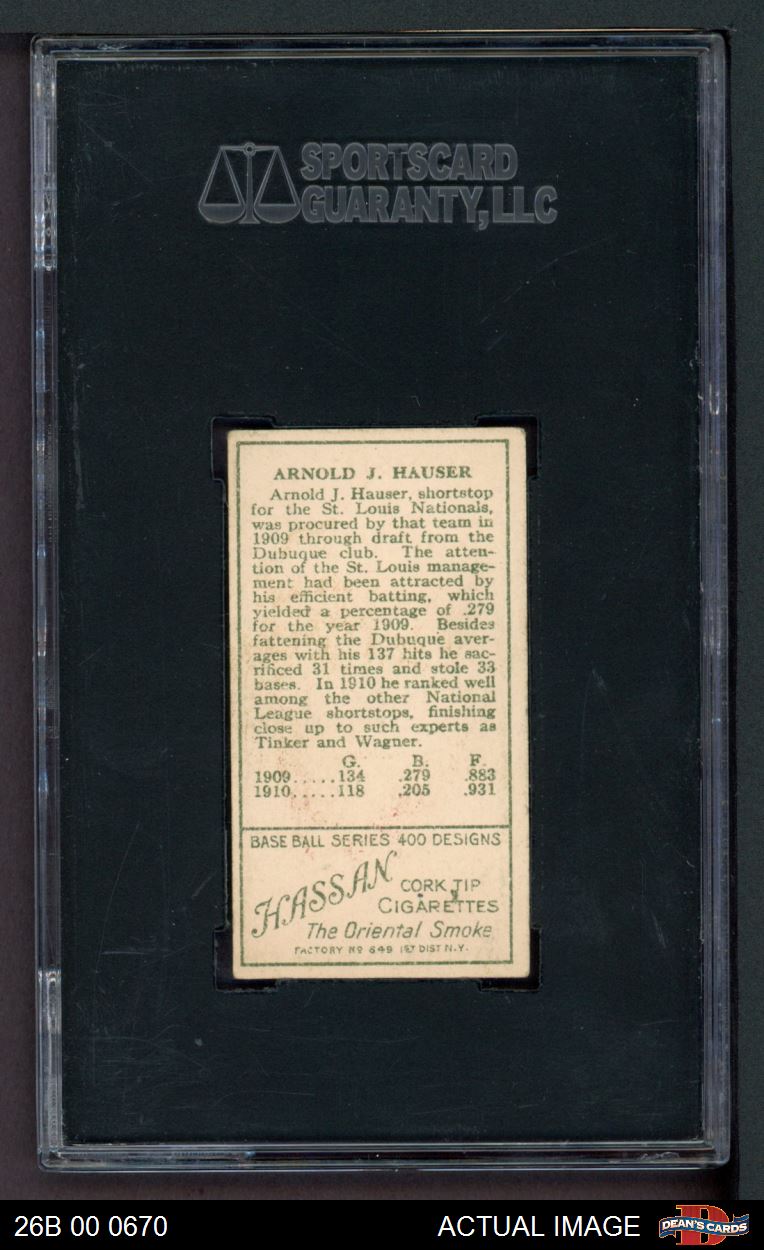 SPORTSCARD
GUARANTY, LLC
ARNOLD J. HAUSER
Arnold J. Hauser, shortstop
for the St. Louis Nationals,
was procured by that team in
1909 through draft from the
Dubuque club. The atten-
tion of the St. Louis manage-
ment had been attracted by
his efficient batting, which
yielded a percentage of .279
for the year 1909. Besides
fattening the Dubuque aver-
ages with his 137 hits he sac-
rificed 31 times and stole 33
bases. In 1910 he ranked well
among the other National
League shortstops, finishing
close up to such experts as
Tinker and Wagner.
G. B. F.
1909.....134 .279 .883
1910.....118 .205 .931
BASE BALL SERIES 400 DESIGNS
HASSAN CORK TIP
CIGARETTES
The Oriental Smoke
FACTORY NO 649 1ST DIST N.Y.
26B 00 0670 ACTUAL IMAGE DEAN'S CARDS